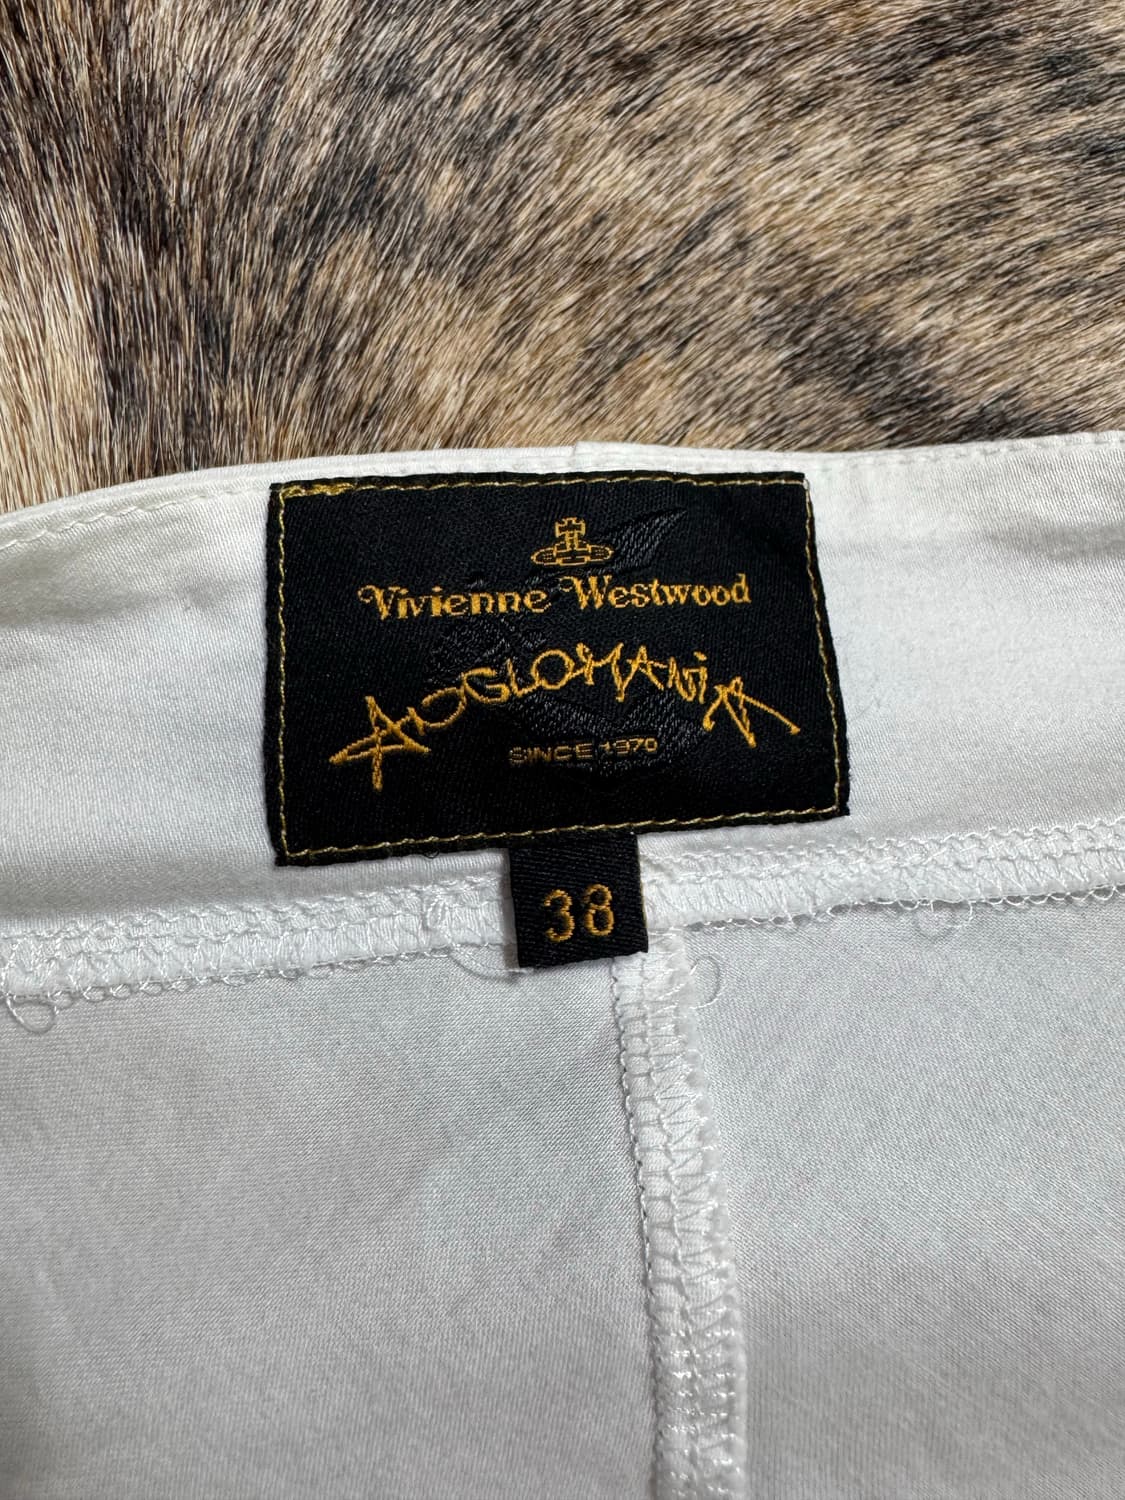 Vivienne Westwood
ANGLOMANIA
SINCE 1970
38